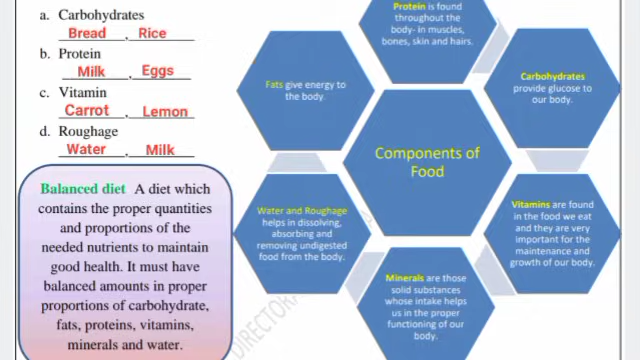 a. Carbohydrates
Bread , Rice
b. Protein
Milk , Eggs
c. Vitamin
Carrot , Lemon
d. Roughage
Water , Milk
Balanced diet A diet which
contains the proper quantities
and proportions of the
needed nutrients to maintain
good health. It must have
balanced amounts in proper
proportions of carbohydrate,
fats, proteins, vitamins,
minerals and water.
Protein is found
throughout the
body- in muscles,
bones, skin and hairs.
Fats give energy to
the body.
Carbohydrates
provide glucose to
our body.
Components of
Food
Water and Roughage
helps in dissolving,
absorbing and
removing undigested
food from the body.
Vitamins are found
in the food we eat
and they are very
important for the
maintenance and
growth of our body.
Minerals are those
solid substances
whose intake helps
us in the proper
functioning of our
body.